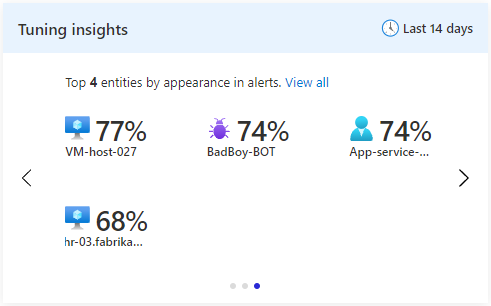 Tuning insights
Last 14 days
Top 4 entities by appearance in alerts. View all
77%
VM-host-027
74%
BadBoy-BOT
74%
App-service-...
68%
hr-03.fabrika...